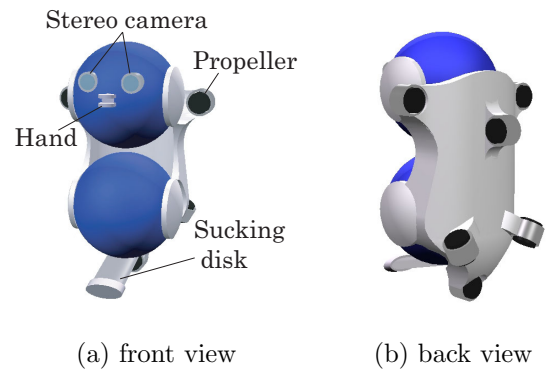 Stereo camera
Propeller
Hand
Sucking
disk
(a) front view
(b) back view